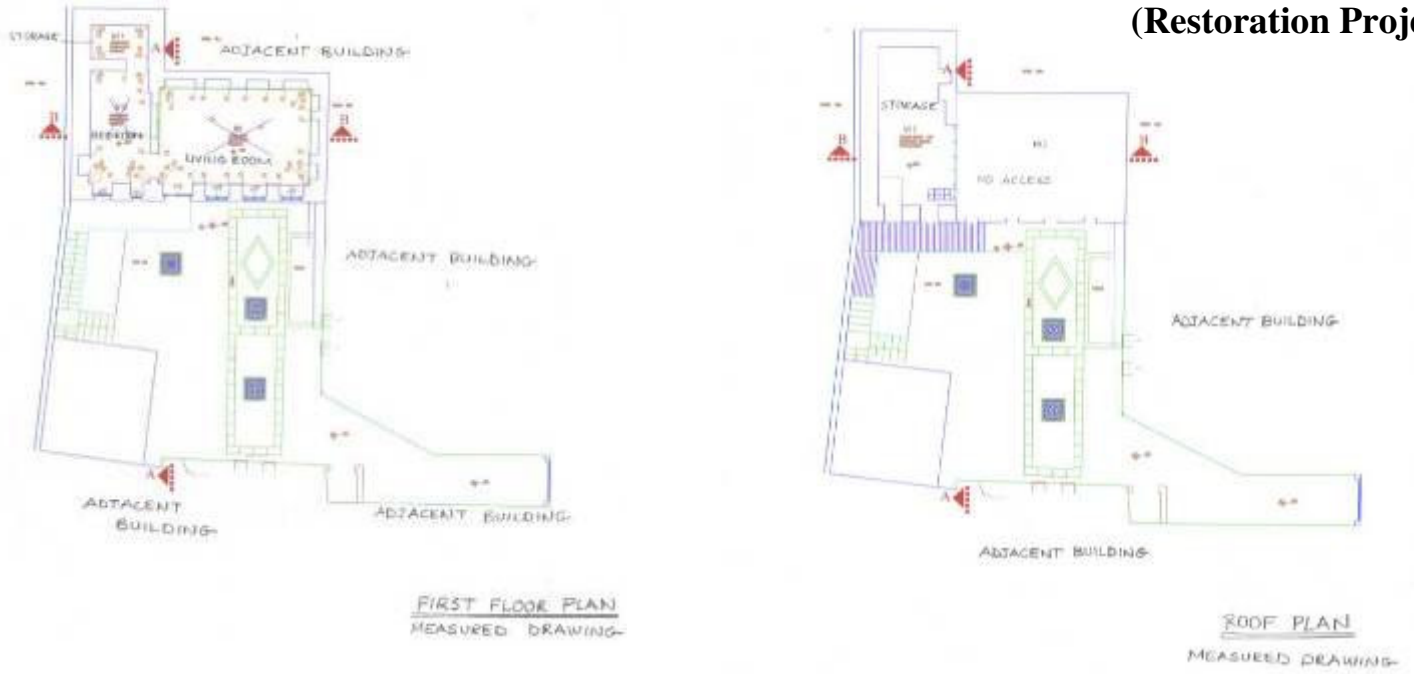 (Restoration Proje
STORAGE
A
ADJACENT BUILDING
B
B
BEDROOM
LIVING ROOM
ADJACENT BUILDING
A
ADJACENT
BUILDING
ADJACENT BUILDING
FIRST FLOOR PLAN
MEASURED DRAWING
A
STORAGE
B
B
NO ACCESS
ADJACENT BUILDING
A
ADJACENT BUILDING
ROOF PLAN
MEASURED DRAWING